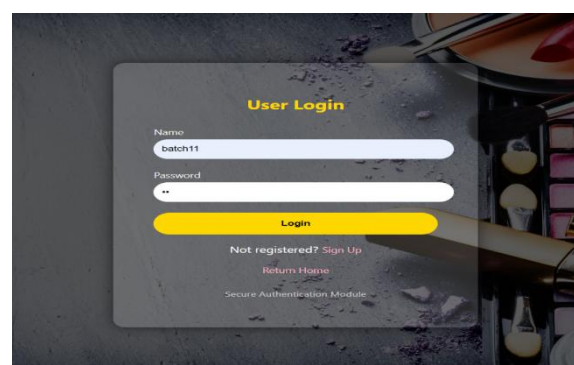 User Login
Name
batch11
Password
••
Login
Not registered? Sign Up
Return Home
Secure Authentication Module